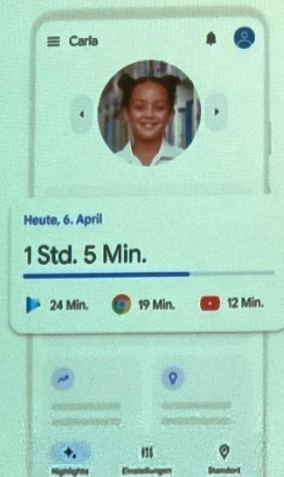 Carla
Heute, 6. April
1 Std. 5 Min.
24 Min. 19 Min. 12 Min.
Highlights Einstellungen Standort